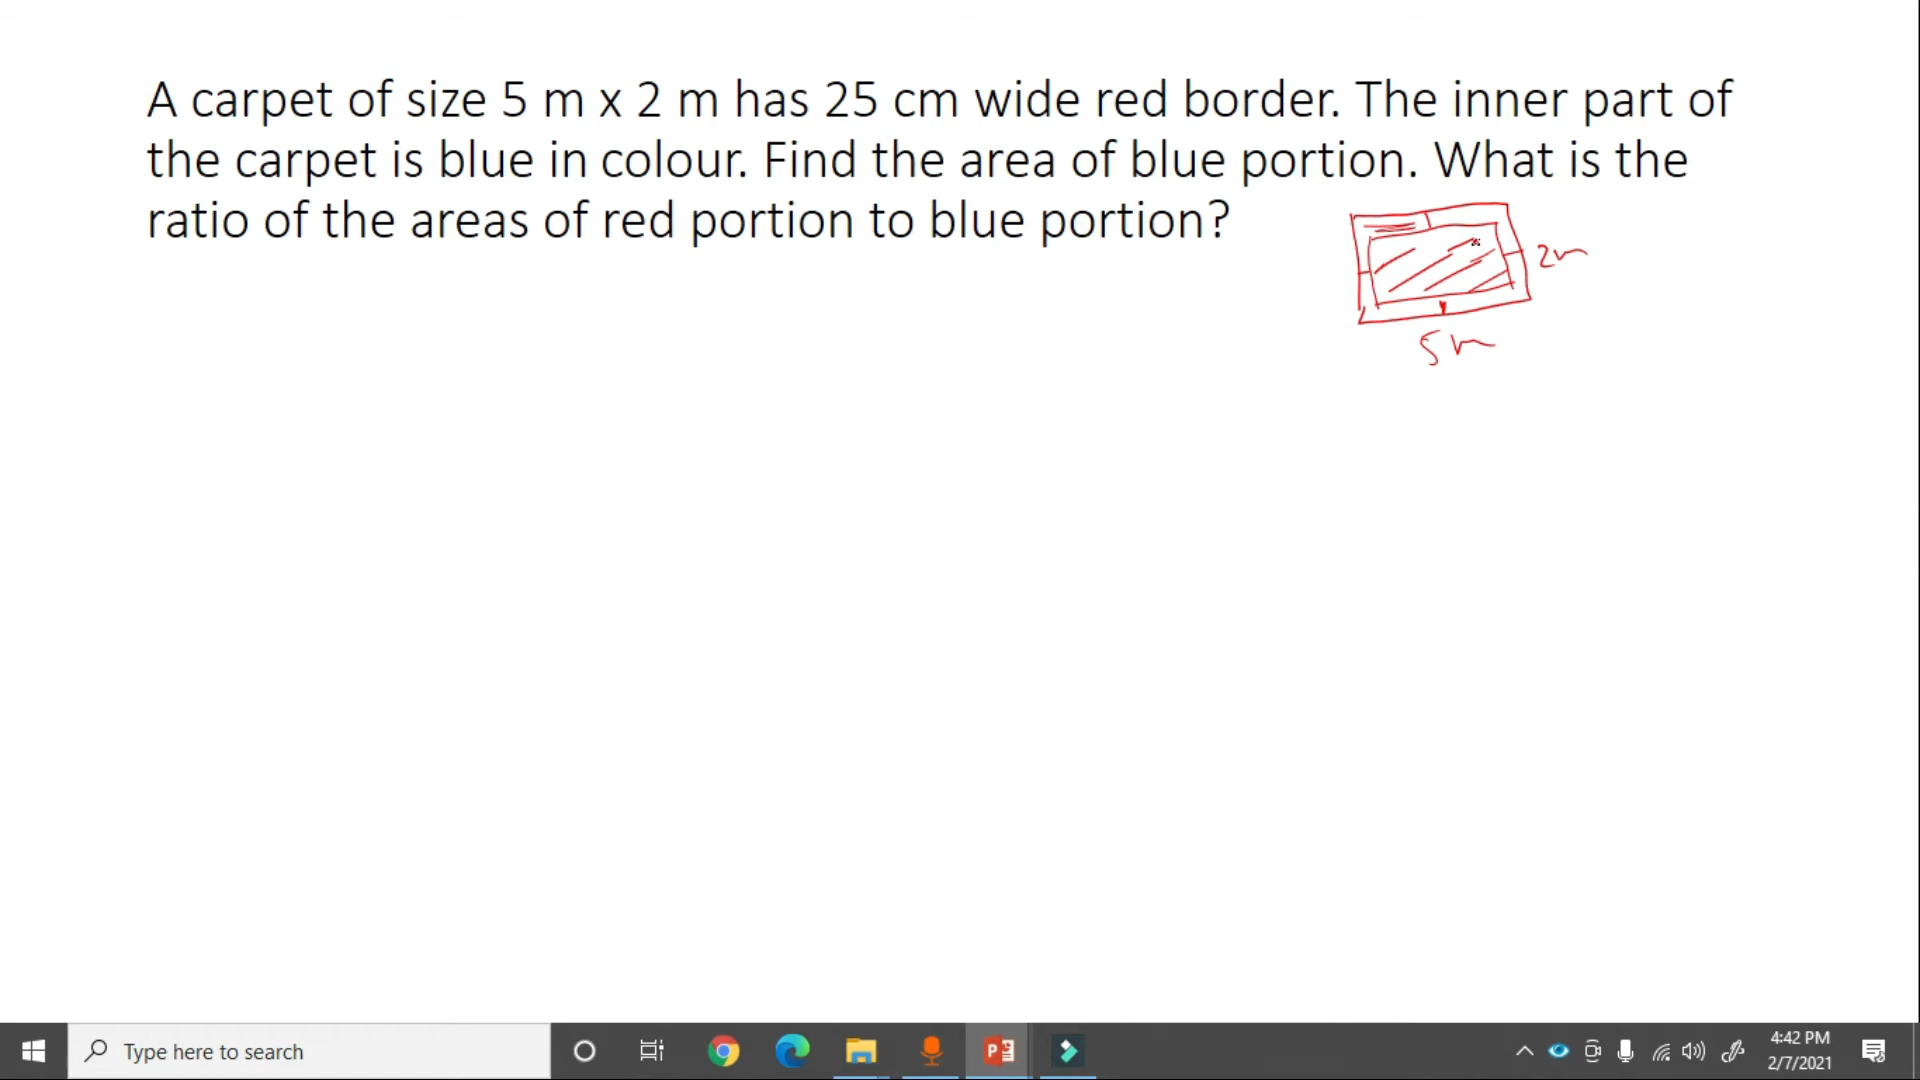 A carpet of size 5 m x 2 m has 25 cm wide red border. The inner part of
the carpet is blue in colour. Find the area of blue portion. What is the
ratio of the areas of red portion to blue portion?
2m
5m
Type here to search
4:42 PM
2/7/2021